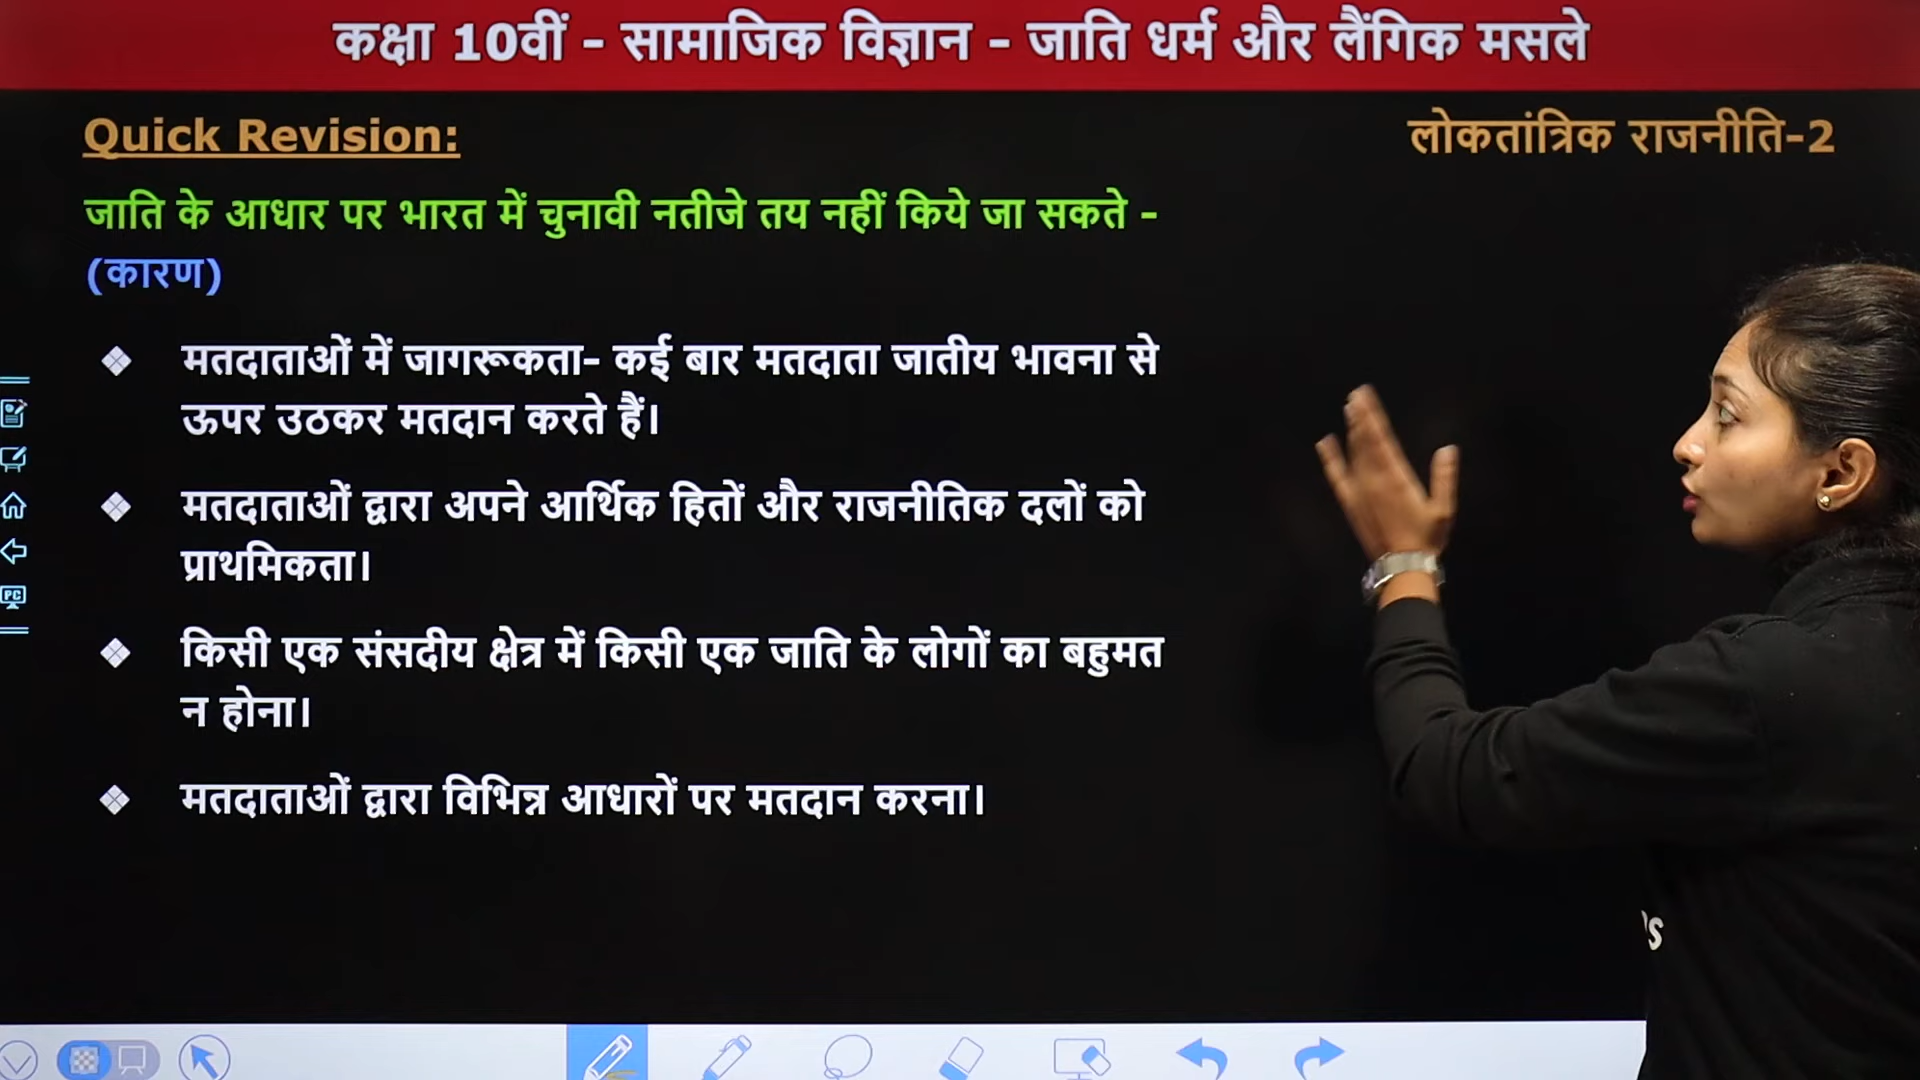 कक्षा 10वीं - सामाजिक विज्ञान - जाति धर्म और लैंगिक मसले
Quick Revision:
लोकतांत्रिक राजनीति-2
जाति के आधार पर भारत में चुनावी नतीजे तय नहीं किये जा सकते -
(कारण)
❖ मतदाताओं में जागरूकता- कई बार मतदाता जातीय भावना से
ऊपर उठकर मतदान करते हैं।
❖ मतदाताओं द्वारा अपने आर्थिक हितों और राजनीतिक दलों को
प्राथमिकता।
❖ किसी एक संसदीय क्षेत्र में किसी एक जाति के लोगों का बहुमत
न होना।
❖ मतदाताओं द्वारा विभिन्न आधारों पर मतदान करना।
PC